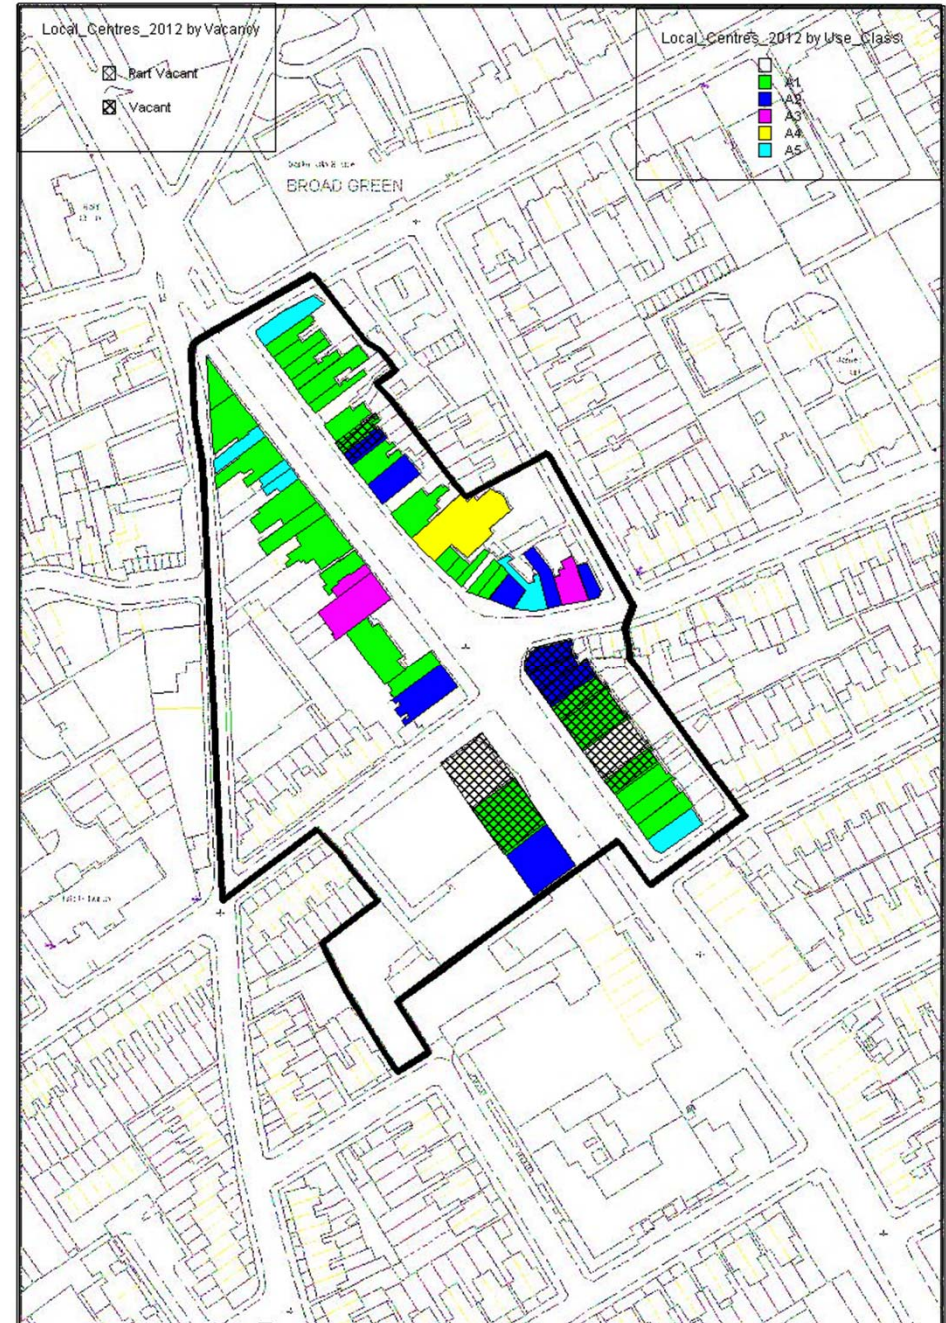 Local_Centres_2012 by Vacancy
Part Vacant
Vacant
Local_Centres_2012 by Use_Class:
A1
A2
A3
A4
A5
BROAD GREEN